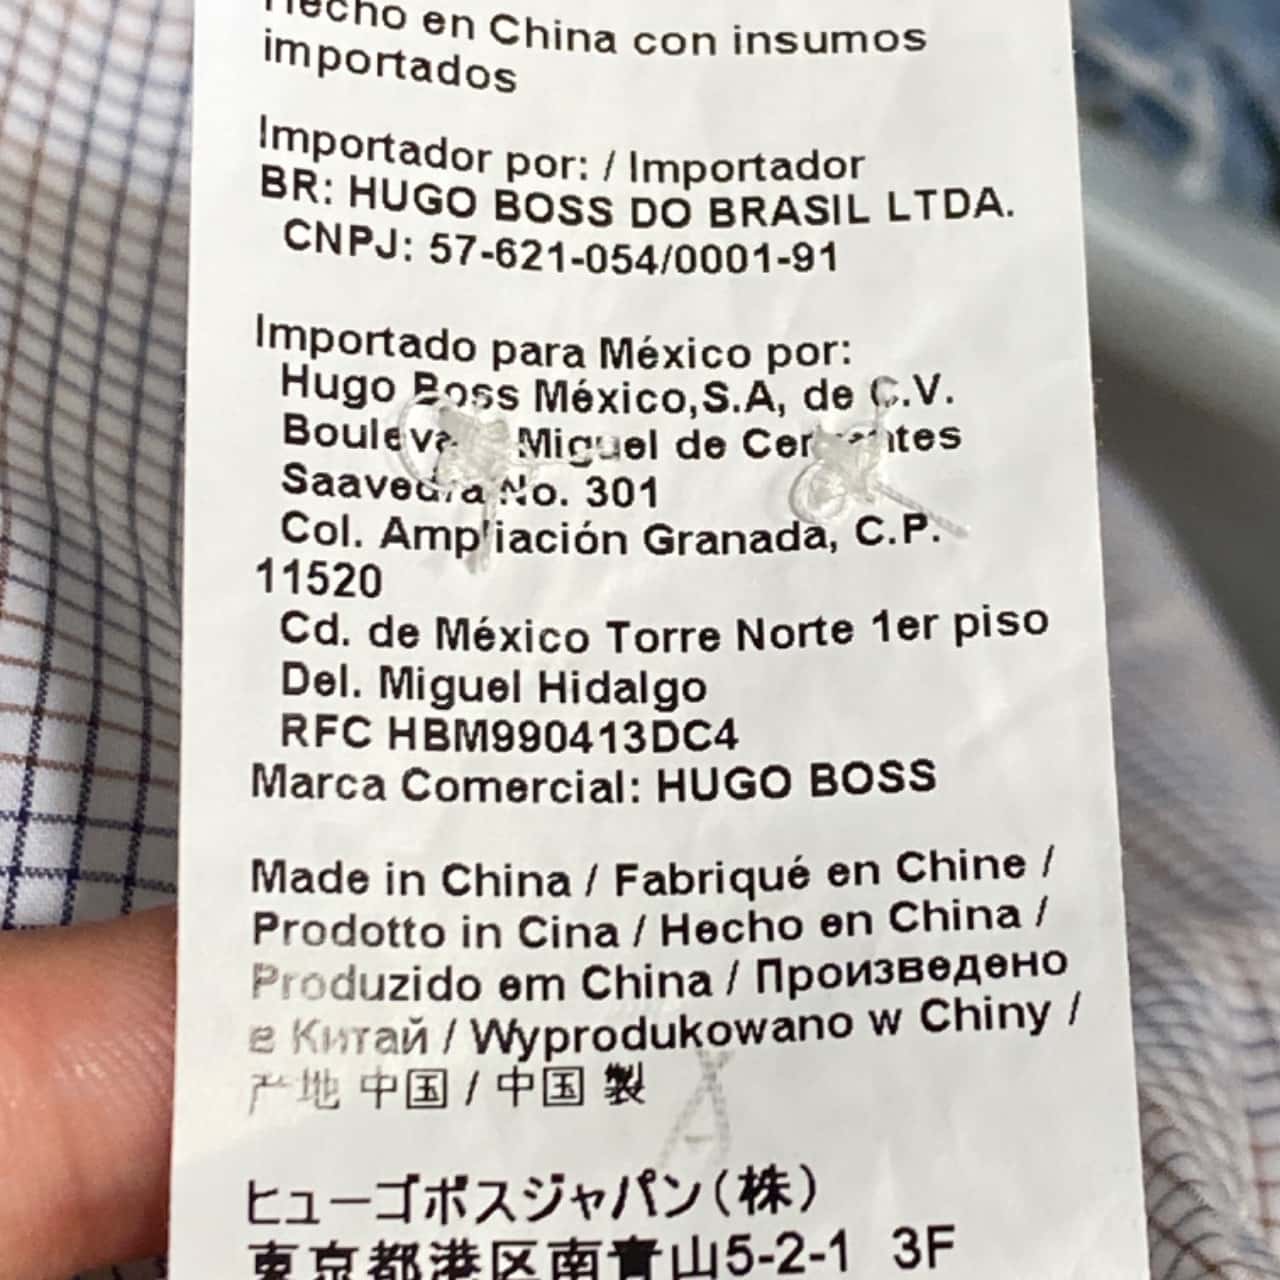 Hecho en China con insumos
importados
Importador por: / Importador
BR: HUGO BOSS DO BRASIL LTDA.
CNPJ: 57-621-054/0001-91
Importado para México por:
Hugo Boss México,S.A, de C.V.
Boulevard Miguel de Cervantes
Saavedra No. 301
Col. Ampliación Granada, C.P.
11520
Cd. de México Torre Norte 1er piso
Del. Miguel Hidalgo
RFC HBM990413DC4
Marca Comercial: HUGO BOSS
Made in China / Fabriqué en Chine /
Prodotto in Cina / Hecho en China /
Produzido em China / Произведено
в Китай / Wyprodukowano w Chiny /
产地 中国 / 中国 製
ヒューゴボスジャパン(株)
東京都港区南青山5-2-1 3F